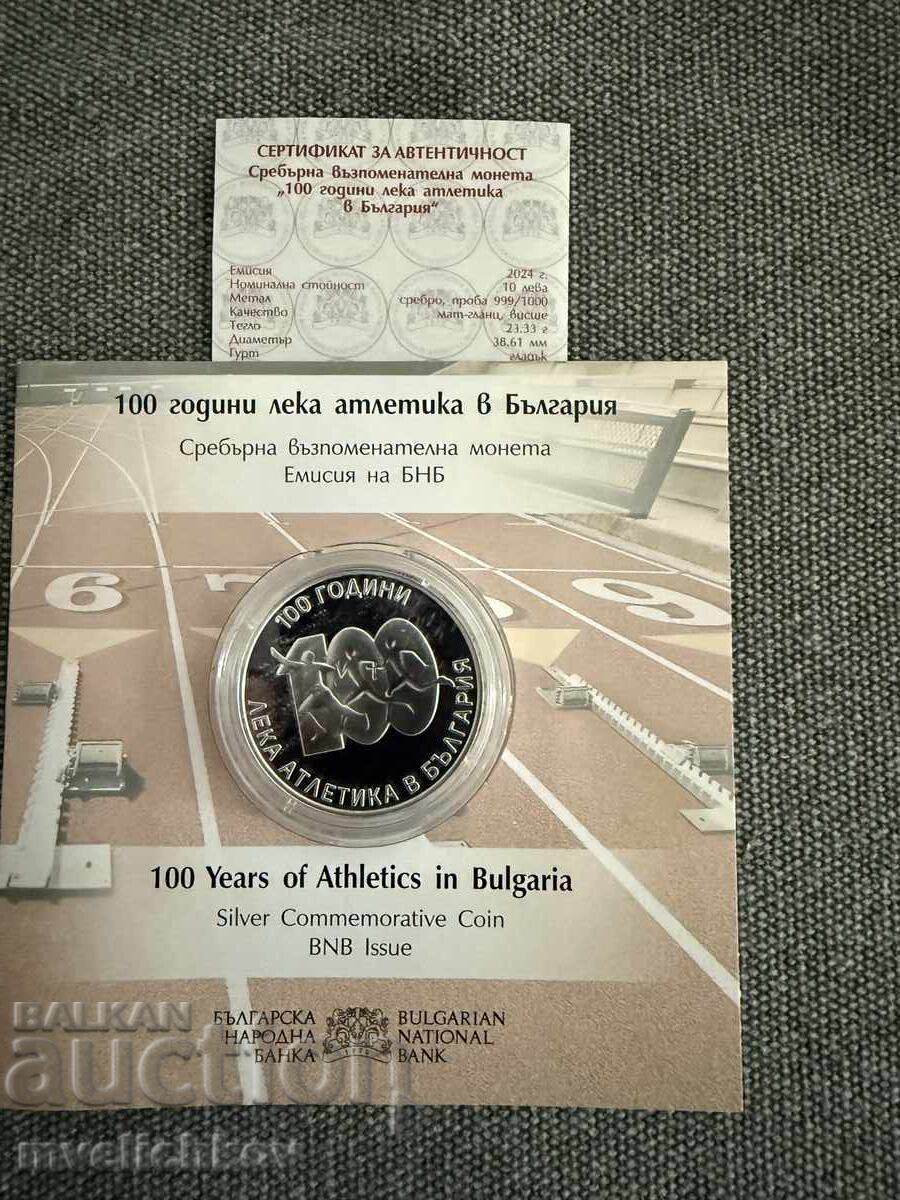 СЕРТИФИКАТ ЗА АВТЕНТИЧНОСТ
Сребърна възпоменателна монета
„100 години лека атлетика
в България“
Емисия 2024 г.
Номинална стойност 10 лева
Метал сребро, проба 999/1000
Качество мат-гланц, висше
Тегло 23.33 г
Диаметър 38.61 мм
Гурт гладък
100 години лека атлетика в България
Сребърна възпоменателна монета
Емисия на БНБ
6
100 ГОДИНИ
100
ЛЕКА АТЛЕТИКА В БЪЛГАРИЯ
100 Years of Athletics in Bulgaria
Silver Commemorative Coin
BNB Issue
БЪЛГАРСКА
НАРОДНА
БАНКА
BULGARIAN
NATIONAL
BANK
BALKAN
auction
mvelichkov